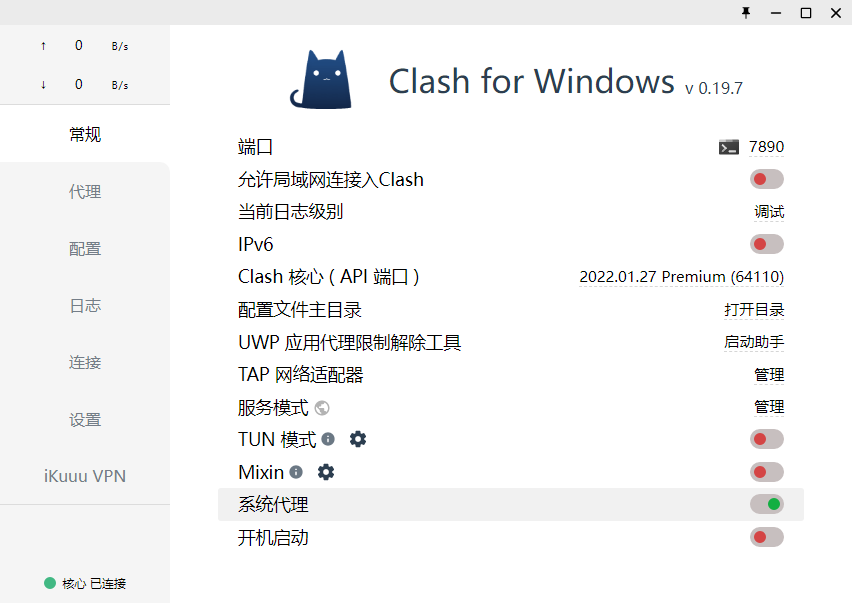 ↑ 0 B/s
↓ 0 B/s
常规
代理
配置
日志
连接
设置
iKuuu VPN
核心 已连接
Clash for Windows v 0.19.7
端口 7890
允许局域网连接入Clash
当前日志级别 调试
IPv6
Clash 核心 ( API 端口 ) 2022.01.27 Premium (64110)
配置文件主目录 打开目录
UWP 应用代理限制解除工具 启动助手
TAP 网络适配器 管理
服务模式 管理
TUN 模式
Mixin
系统代理
开机启动